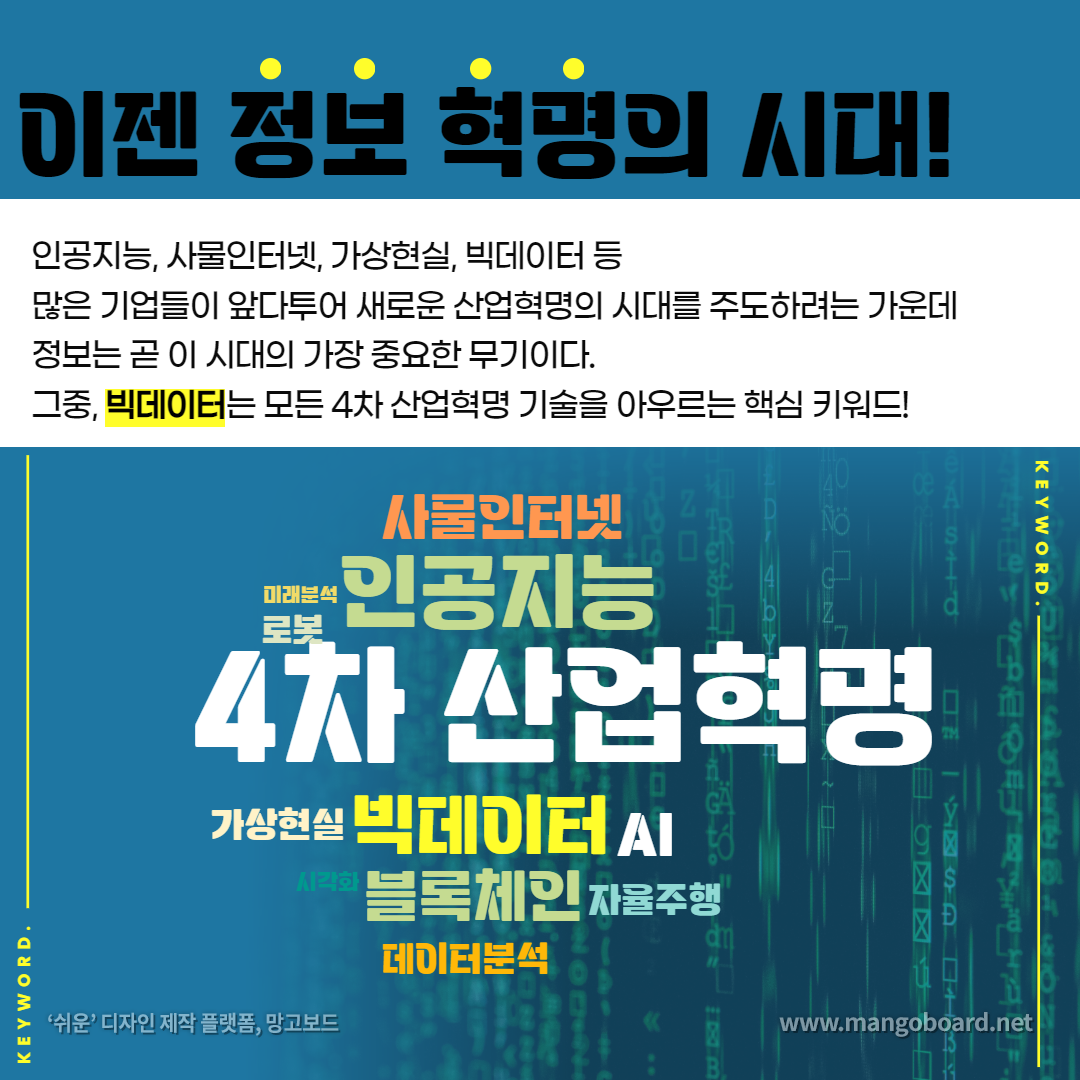 이젠 정보 혁명의 시대!
인공지능, 사물인터넷, 가상현실, 빅데이터 등
많은 기업들이 앞다투어 새로운 산업혁명의 시대를 주도하려는 가운데
정보는 곧 이 시대의 가장 중요한 무기이다.
그중, 빅데이터는 모든 4차 산업혁명 기술을 아우르는 핵심 키워드!
KEYWORD.
사물인터넷
미래분석 인공지능
로봇
4차 산업혁명
가상현실 빅데이터 AI
시각화 블록체인 자율주행
데이터분석
KEYWORD.
‘쉬운’ 디자인 제작 플랫폼, 망고보드
www.mangoboard.net